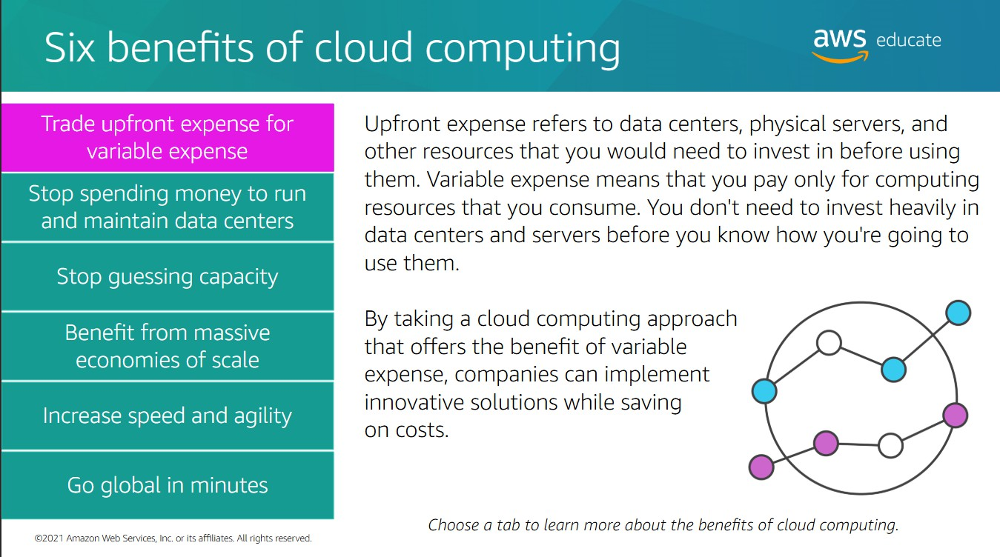 Six benefits of cloud computing
aws educate
Trade upfront expense for
variable expense
Stop spending money to run
and maintain data centers
Stop guessing capacity
Benefit from massive
economies of scale
Increase speed and agility
Go global in minutes
Upfront expense refers to data centers, physical servers, and
other resources that you would need to invest in before using
them. Variable expense means that you pay only for computing
resources that you consume. You don't need to invest heavily in
data centers and servers before you know how you're going to
use them.
By taking a cloud computing approach
that offers the benefit of variable
expense, companies can implement
innovative solutions while saving
on costs.
Choose a tab to learn more about the benefits of cloud computing.
©2021 Amazon Web Services, Inc. or its affiliates. All rights reserved.